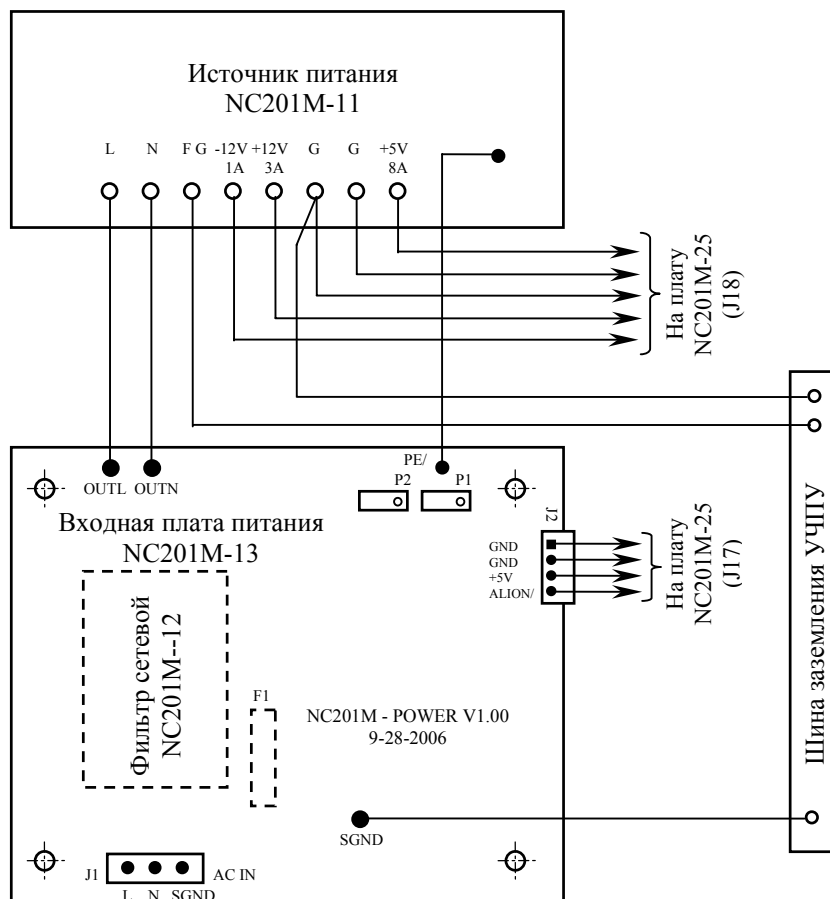 Источник питания
NC201M-11
L N F G -12V +12V G G +5V
1A 3A 8A
На плату
NC201M-25
(J18)
PE/
OUTL OUTN
P2 P1
J2
Входная плата питания
NC201M-13
GND
GND
+5V
ALION/
На плату
NC201M-25
(J17)
Шина заземления УЧПУ
Фильтр сетевой
NC201M--12
F1
NC201M - POWER V1.00
9-28-2006
SGND
J1 AC IN
L N SGND